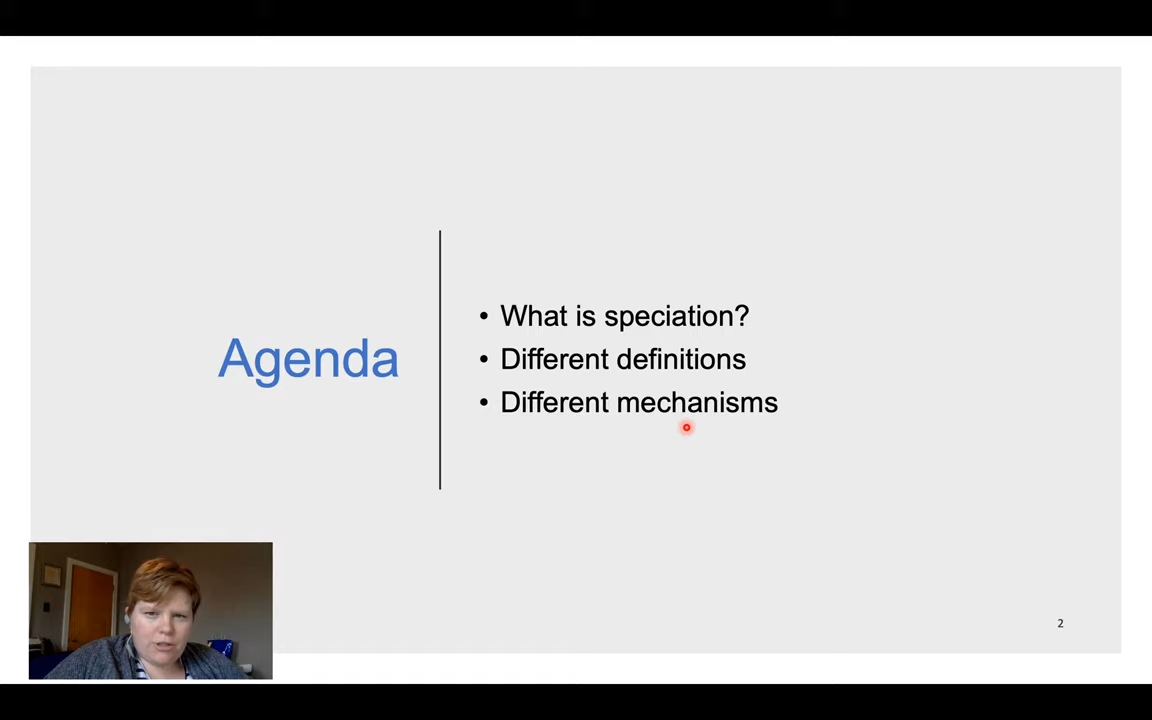 Agenda
• What is speciation?
• Different definitions
• Different mechanisms
2